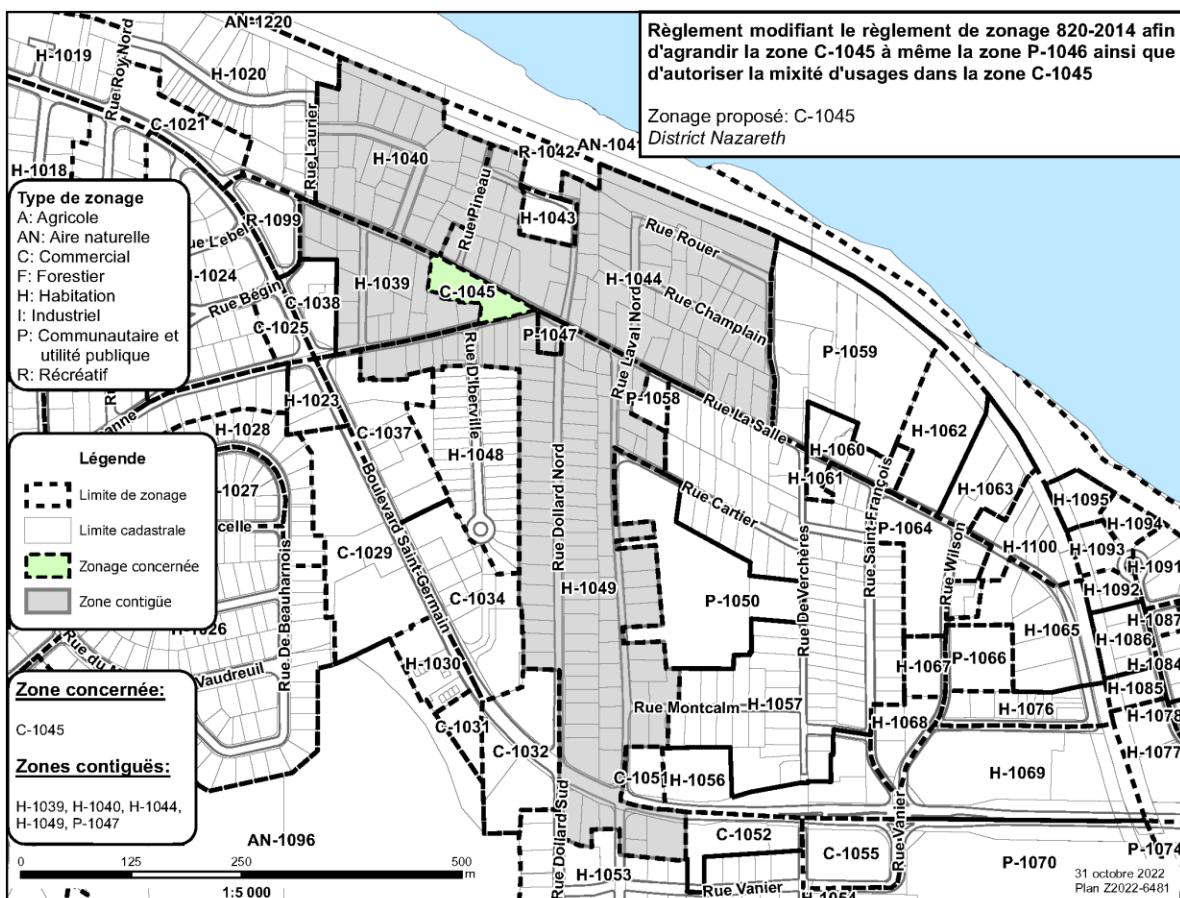 Règlement modifiant le règlement de zonage 820-2014 afin
d'agrandir la zone C-1045 à même la zone P-1046 ainsi que
d'autoriser la mixité d'usages dans la zone C-1045
Zonage proposé: C-1045
District Nazareth
AN-1220
H-1019
Rue Roy Nord
H-1020
C-1021
Rue Laurier
H-1040
R-1042
AN-1041
H-1018
Rue Pineau
H-1043
Type de zonage
A: Agricole
AN: Aire naturelle
C: Commercial
F: Forestier
H: Habitation
I: Industriel
P: Communautaire et
utilité publique
R: Récréatif
R-1099
Rue Lebel
H-1024
Rue Bégin
C-1038
C-1025
H-1039
C-1045
Rue Rouer
H-1044
Rue Champlain
Rue Laval Nord
P-1047
P-1059
P-1058
Rue La Salle
H-1023
H-1028
C-1037
Rue D'Iberville
H-1048
Rue Dollard Nord
H-1060
H-1061
H-1062
H-1063
Rue Saint-François
Rue Cartier
Légende
Limite de zonage
Limite cadastrale
Zonage concernée
Zone contigüe
Rue De Beauharnois
Boulevard Saint-Germain
C-1029
C-1034
H-1049
P-1050
Rue De Verchères
P-1064
Rue Wilson
H-1100
H-1095
H-1094
H-1093
H-1091
H-1092
H-1087
H-1086
H-1065
H-1084
H-1085
H-1078
H-1077
P-1066
H-1067
H-1076
H-1068
H-1030
C-1031
C-1032
Rue Montcalm
H-1057
C-1051
H-1056
H-1069
Vaudreuil
Rue du
Zone concernée:
C-1045
Zones contiguës:
H-1039, H-1040, H-1044,
H-1049, P-1047
AN-1096
Rue Dollard Sud
H-1053
C-1052
C-1055
Rue Vanier
Rue Vanier
H-1054
P-1070
P-1074
0 125 250 500
m
1:5 000
31 octobre 2022
Plan Z2022-6481